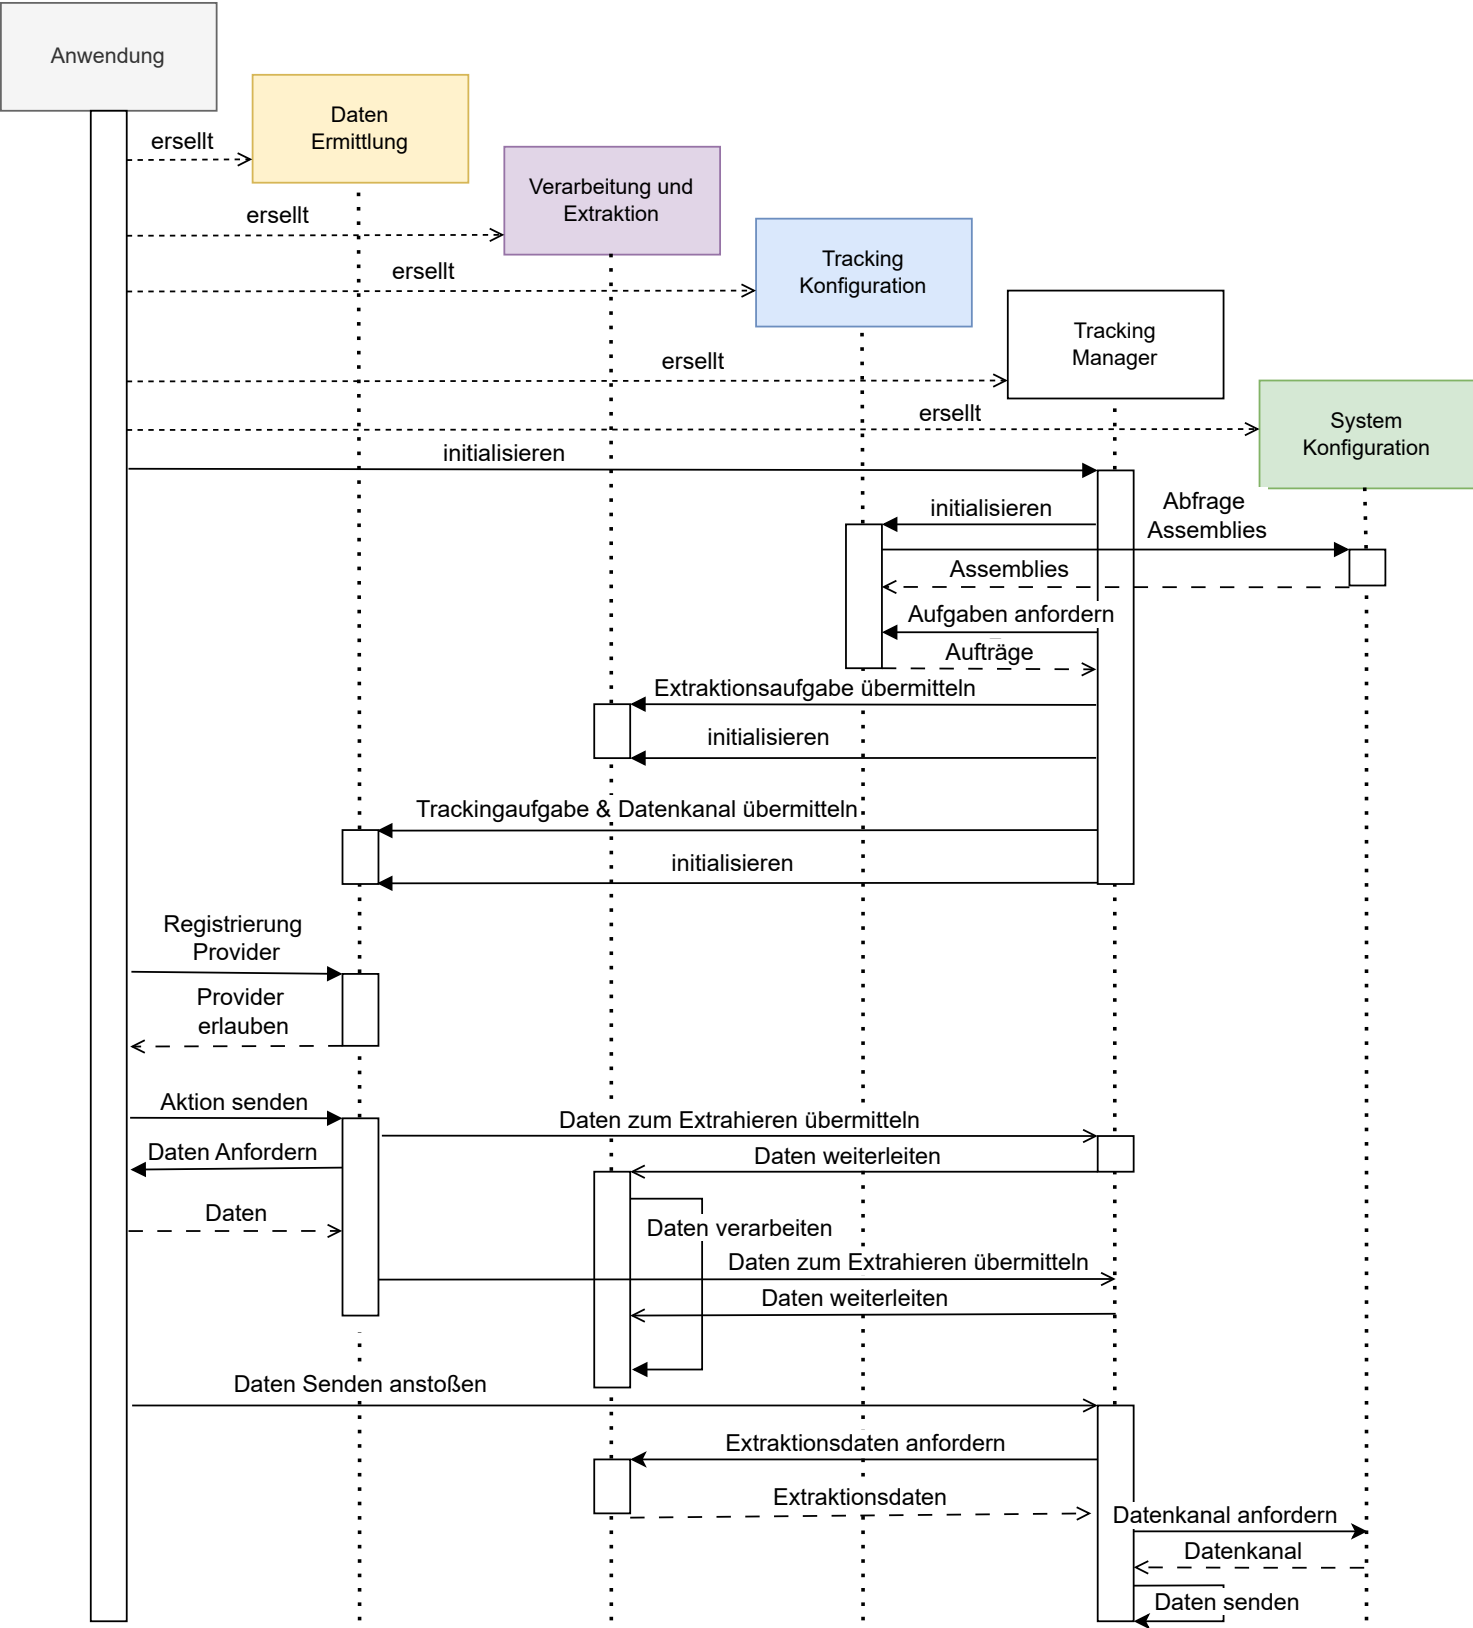 Anwendung
Daten
Ermittlung
ersellt
Verarbeitung und
Extraktion
ersellt
Tracking
Konfiguration
ersellt
Tracking
Manager
ersellt
System
Konfiguration
ersellt
initialisieren
initialisieren
Abfrage
Assemblies
Assemblies
Aufgaben anfordern
Aufträge
Extraktionsaufgabe übermitteln
initialisieren
Trackingaufgabe & Datenkanal übermitteln
initialisieren
Registrierung
Provider
Provider
erlauben
Aktion senden
Daten zum Extrahieren übermitteln
Daten Anfordern
Daten weiterleiten
Daten
Daten verarbeiten
Daten zum Extrahieren übermitteln
Daten weiterleiten
Daten Senden anstoßen
Extraktionsdaten anfordern
Extraktionsdaten
Datenkanal anfordern
Datenkanal
Daten senden